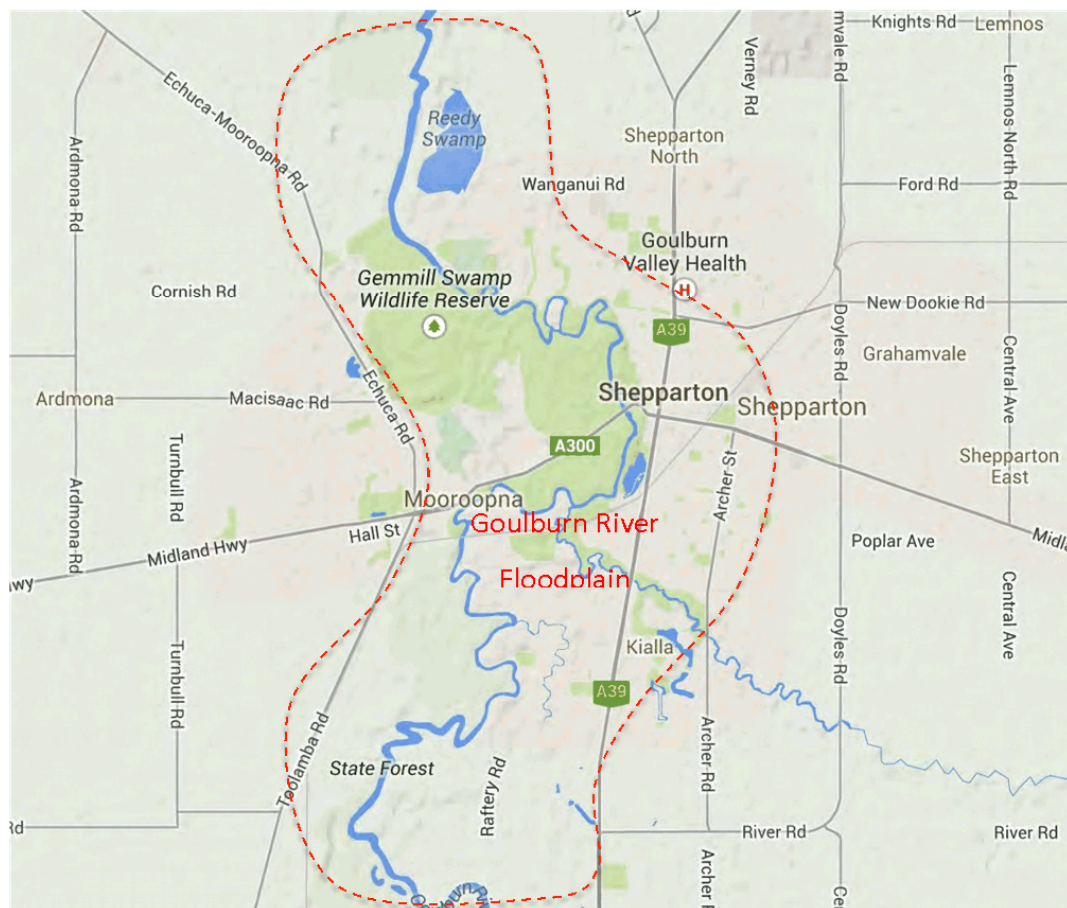 Knights Rd
Lemnos
mvale Rd
Verney Rd
Echuca-Mooroopna Rd
Reedy
Swamp
Shepparton
North
Lemnos-North Rd
Ardmona-Rd
Wanganui Rd
Ford Rd
Goulburn
Valley Health
H
Gemmill Swamp
Wildlife Reserve
Cornish Rd
New Dookie Rd
A39
Doyles Rd
Grahamvale
Central-Ave
Echuca Rd
Ardmona
Macisaac Rd
Shepparton
Shepparton
A300
Turnbull Rd
Archer St
Shepparton
East
Ardmona-Rd
Mooroopna
Goulburn River
Hall St
Midland Hwy
Midla
Poplar Ave
wy
Floodplain
Central Ave
Doyles-Rd
Turnbull-Rd
Kialla
A39
Toolamba Rd
State Forest
Raftery Rd
Archer-Rd
Rd
River Rd
River Rd
Archer F
Ce